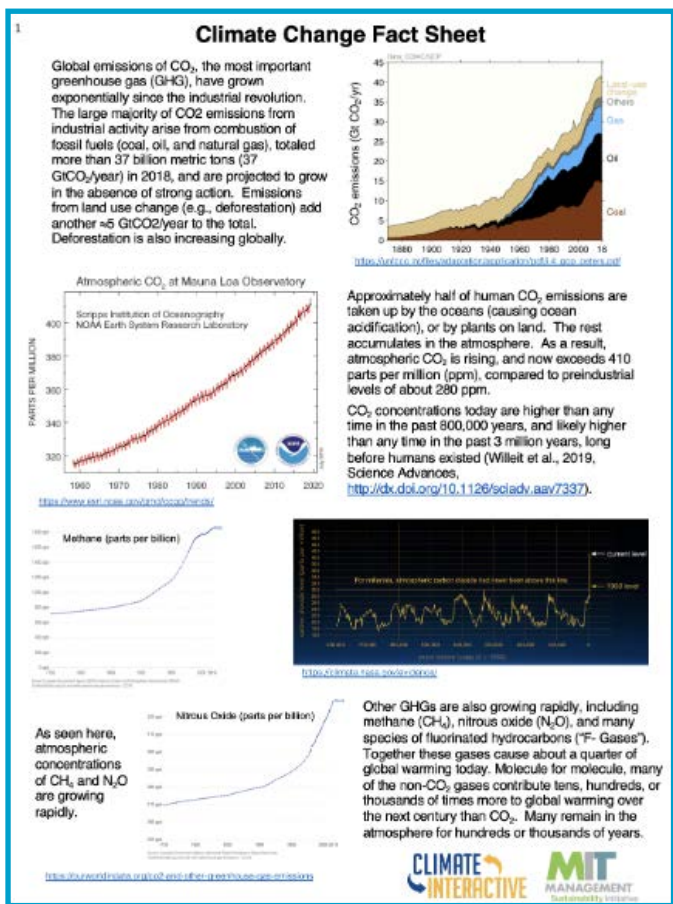 1
Climate Change Fact Sheet
Global emissions of CO₂, the most important
greenhouse gas (GHG), have grown
exponentially since the industrial revolution.
The large majority of CO2 emissions from
industrial activity arise from combustion of
fossil fuels (coal, oil, and natural gas), totaled
more than 37 billion metric tons (37
GtCO₂/year) in 2018, and are projected to grow
in the absence of strong action. Emissions
from land use change (e.g., deforestation) add
another ≈5 GtCO2/year to the total.
Deforestation is also increasing globally.
CO₂ emissions (Gt CO₂/yr)
45
40
35
30
25
20
15
10
5
0
1880 1900 1920 1940 1960 1980 2000 18
Land-use
change
Others
Gas
Oil
Coal
Atmospheric CO₂ at Mauna Loa Observatory
Scripps Institution of Oceanography
NOAA Earth System Research Laboratory
PARTS PER MILLION
400
380
360
340
320
1960 1970 1980 1990 2000 2010 2020
Approximately half of human CO₂ emissions are
taken up by the oceans (causing ocean
acidification), or by plants on land. The rest
accumulates in the atmosphere. As a result,
atmospheric CO₂ is rising, and now exceeds 410
parts per million (ppm), compared to preindustrial
levels of about 280 ppm.
CO₂ concentrations today are higher than any
time in the past 800,000 years, and likely higher
than any time in the past 3 million years, long
before humans existed (Willeit et al., 2019,
Science Advances,
http://dx.doi.org/10.1126/sciadv.aav7337).
Methane (parts per billion)
For millennia, atmospheric carbon dioxide had never been above this line
current level
1950 level
https://climate.nasa.gov/evidence/
Nitrous Oxide (parts per billion)
As seen here,
atmospheric
concentrations
of CH₄ and N₂O
are growing
rapidly.
https://ourworldindata.org/co2-and-other-greenhouse-gas-emissions
Other GHGs are also growing rapidly, including
methane (CH₄), nitrous oxide (N₂O), and many
species of fluorinated hydrocarbons ("F- Gases").
Together these gases cause about a quarter of
global warming today. Molecule for molecule, many
of the non-CO₂ gases contribute tens, hundreds, or
thousands of times more to global warming over
the next century than CO₂. Many remain in the
atmosphere for hundreds or thousands of years.
CLIMATE
INTERACTIVE
MIT
MANAGEMENT
Sustainability Initiative